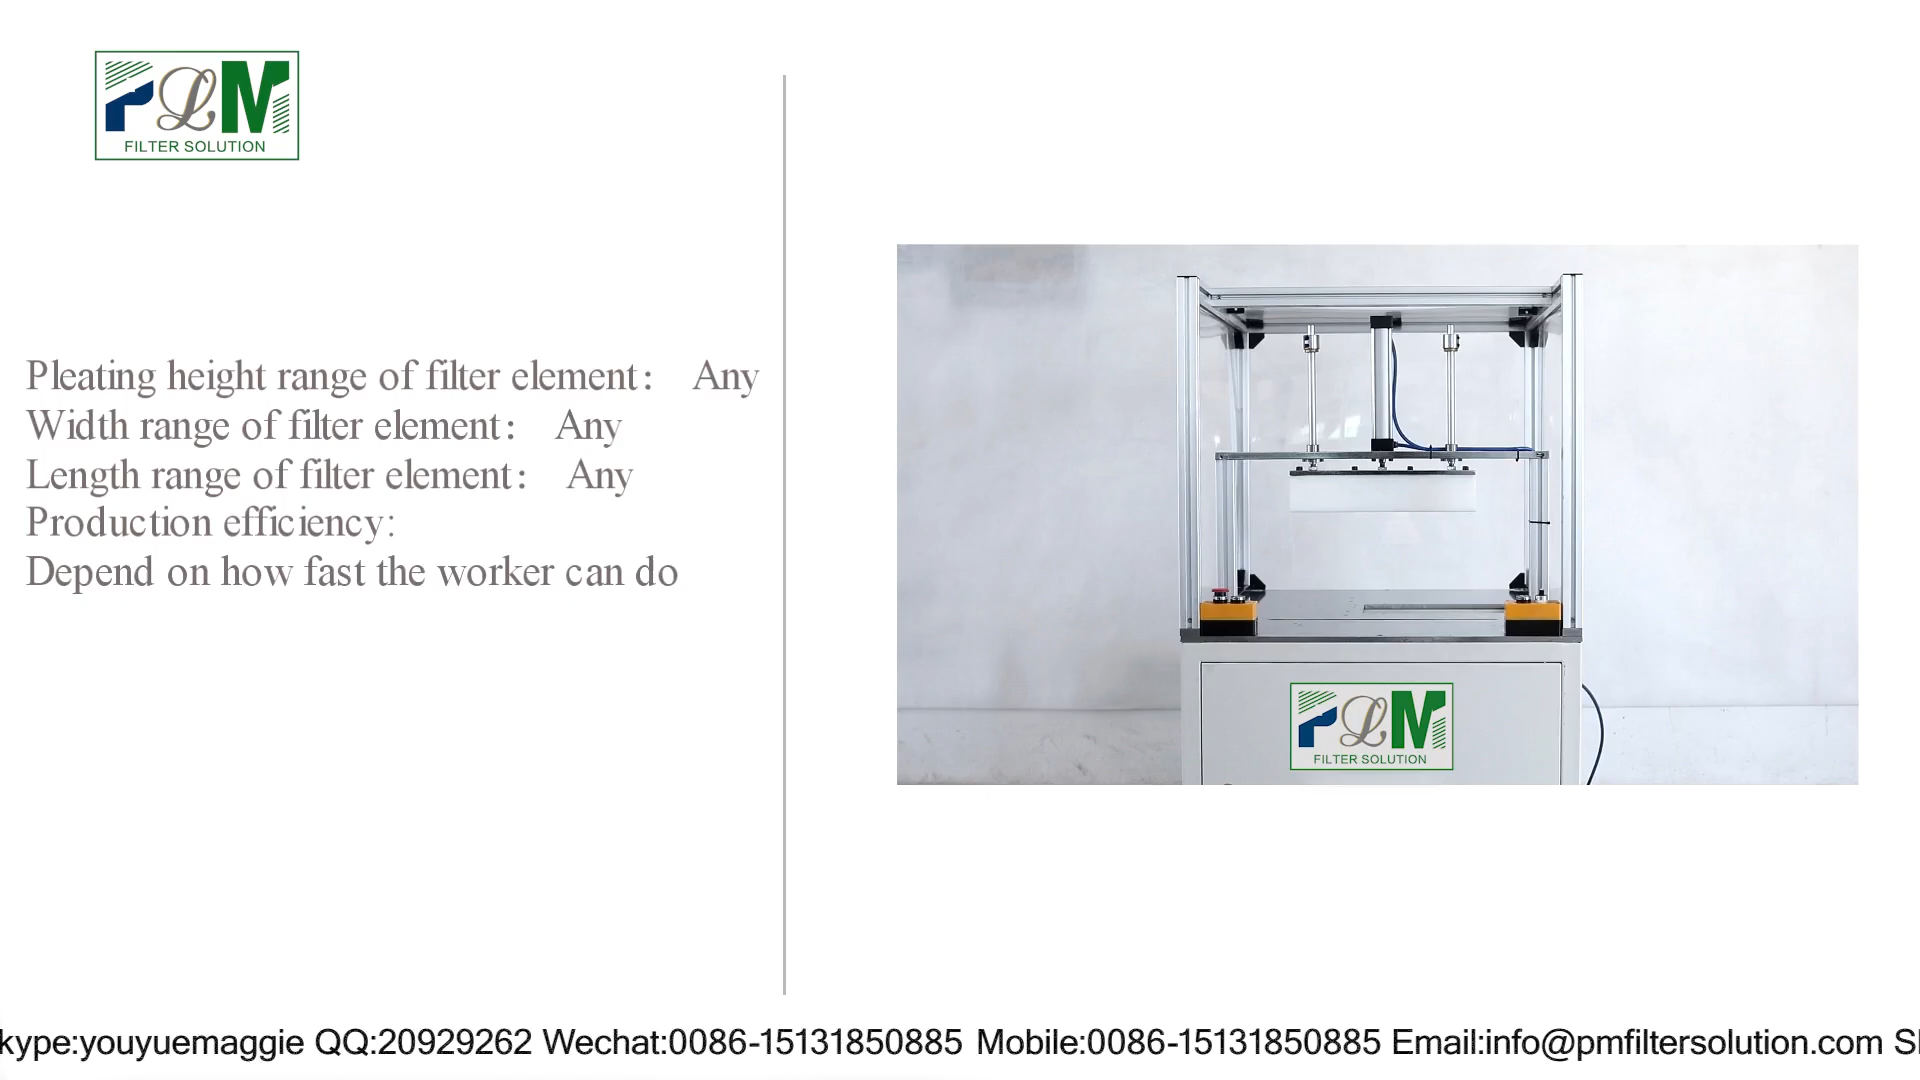 PLM
FILTER SOLUTION
Pleating height range of filter element： Any
Width range of filter element： Any
Length range of filter element： Any
Production efficiency:
Depend on how fast the worker can do
PLM
FILTER SOLUTION
kype:youyuemaggie QQ:20929262 Wechat:0086-15131850885 Mobile:0086-15131850885 Email:info@pmfiltersolution.com S